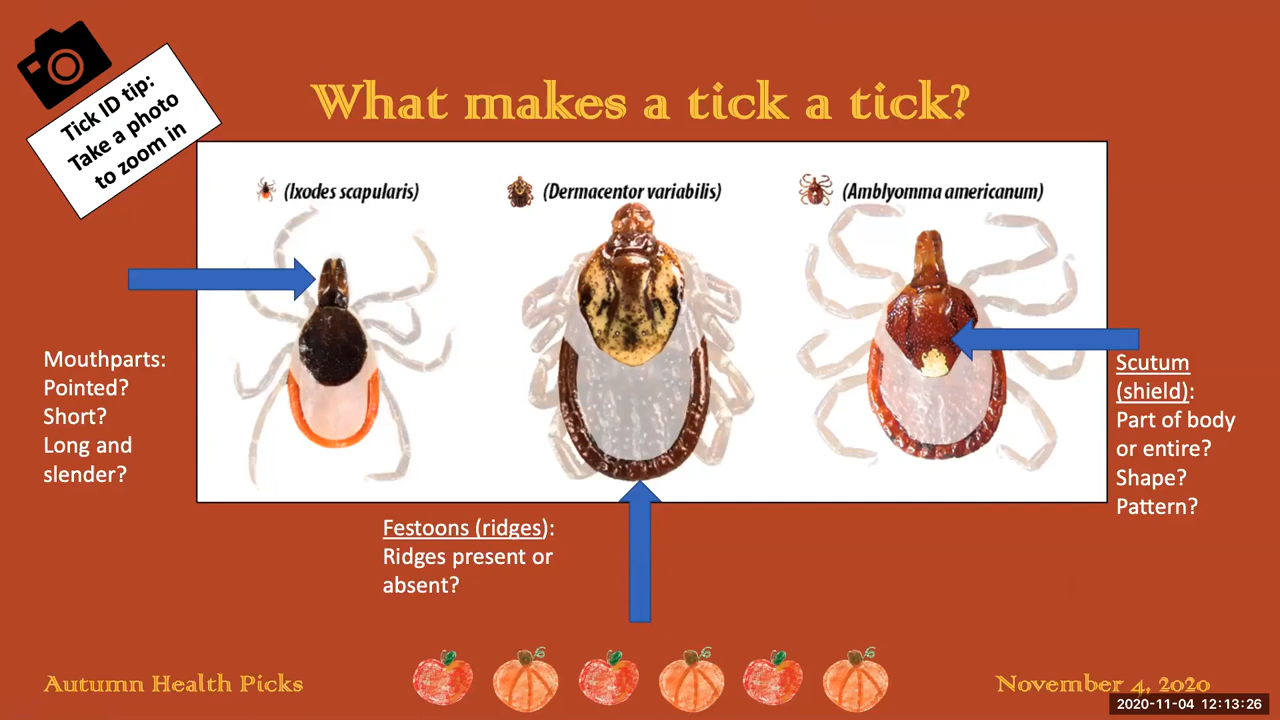 Tick ID tip:
Take a photo
to zoom in
What makes a tick a tick?
(Ixodes scapularis)
(Dermacentor variabilis)
(Amblyomma americanum)
Mouthparts:
Pointed?
Short?
Long and
slender?
Scutum
(shield):
Part of body
or entire?
Shape?
Pattern?
Festoons (ridges):
Ridges present or
absent?
Autumn Health Picks
November 4, 2020
2020-11-04 12:13:26